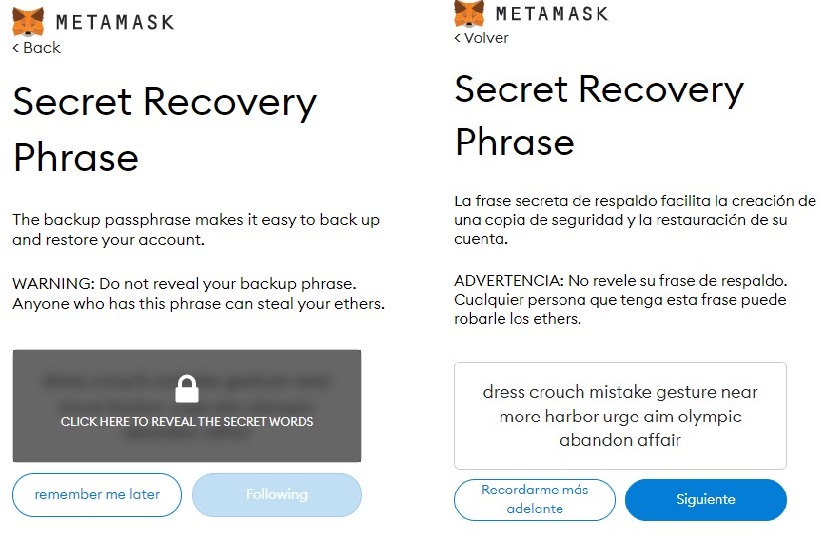 METAMASK
< Back
Secret Recovery
Phrase
The backup passphrase makes it easy to back up
and restore your account.
WARNING: Do not reveal your backup phrase.
Anyone who has this phrase can steal your ethers.
CLICK HERE TO REVEAL THE SECRET WORDS
remember me later
Following
METAMASK
< Volver
Secret Recovery
Phrase
La frase secreta de respaldo facilita la creación de
una copia de seguridad y la restauración de su
cuenta.
ADVERTENCIA: No revele su frase de respaldo.
Cualquier persona que tenga esta frase puede
robarle los ethers.
dress crouch mistake gesture near
more harbor urge aim olympic
abandon affair
Recordarme más
adelante
Siguiente